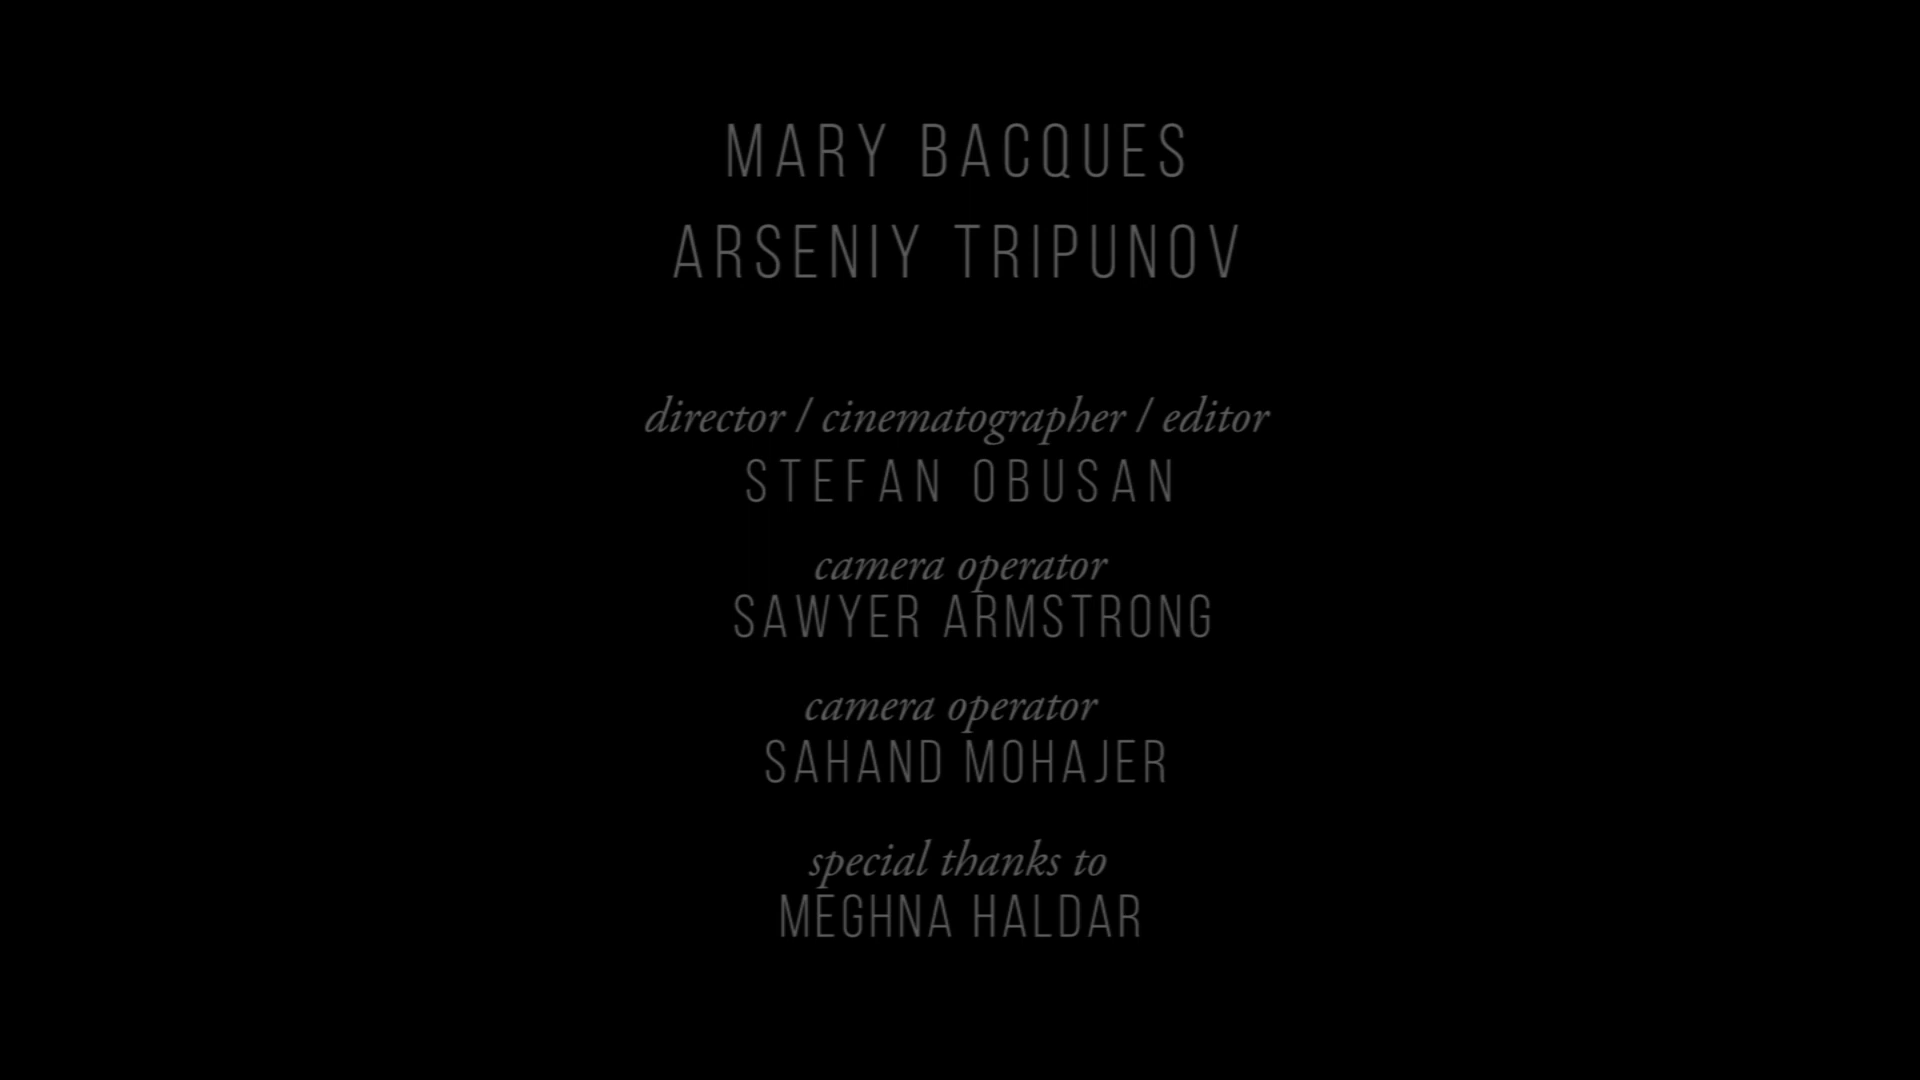 MARY BACQUES
ARSENIY TRIPUNOV
director / cinematographer / editor
STEFAN OBUSAN
camera operator
SAWYER ARMSTRONG
camera operator
SAHAND MOHAJER
special thanks to
MEGHNA HALDAR